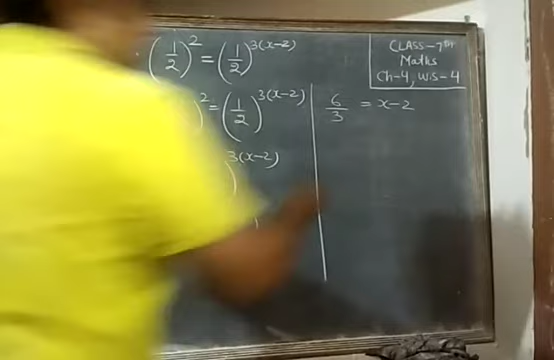 (1/2)^2 = (1/2)^3(x-2)
)^2 = (1/2)^3(x-2)
)^3(x-2)
6/3 = x-2
CLASS-7th
Maths
Ch-4, W.S-4